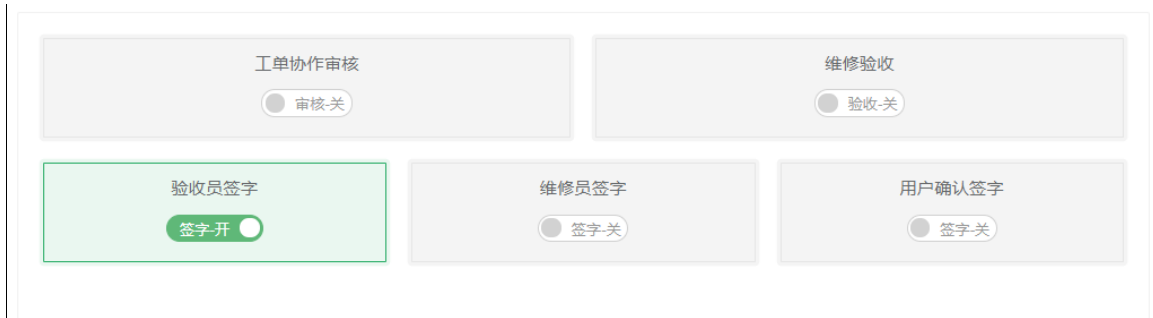 工单协作审核
审核-关
维修验收
验收-关
验收员签字
签字-开
维修员签字
签字-关
用户确认签字
签字-关